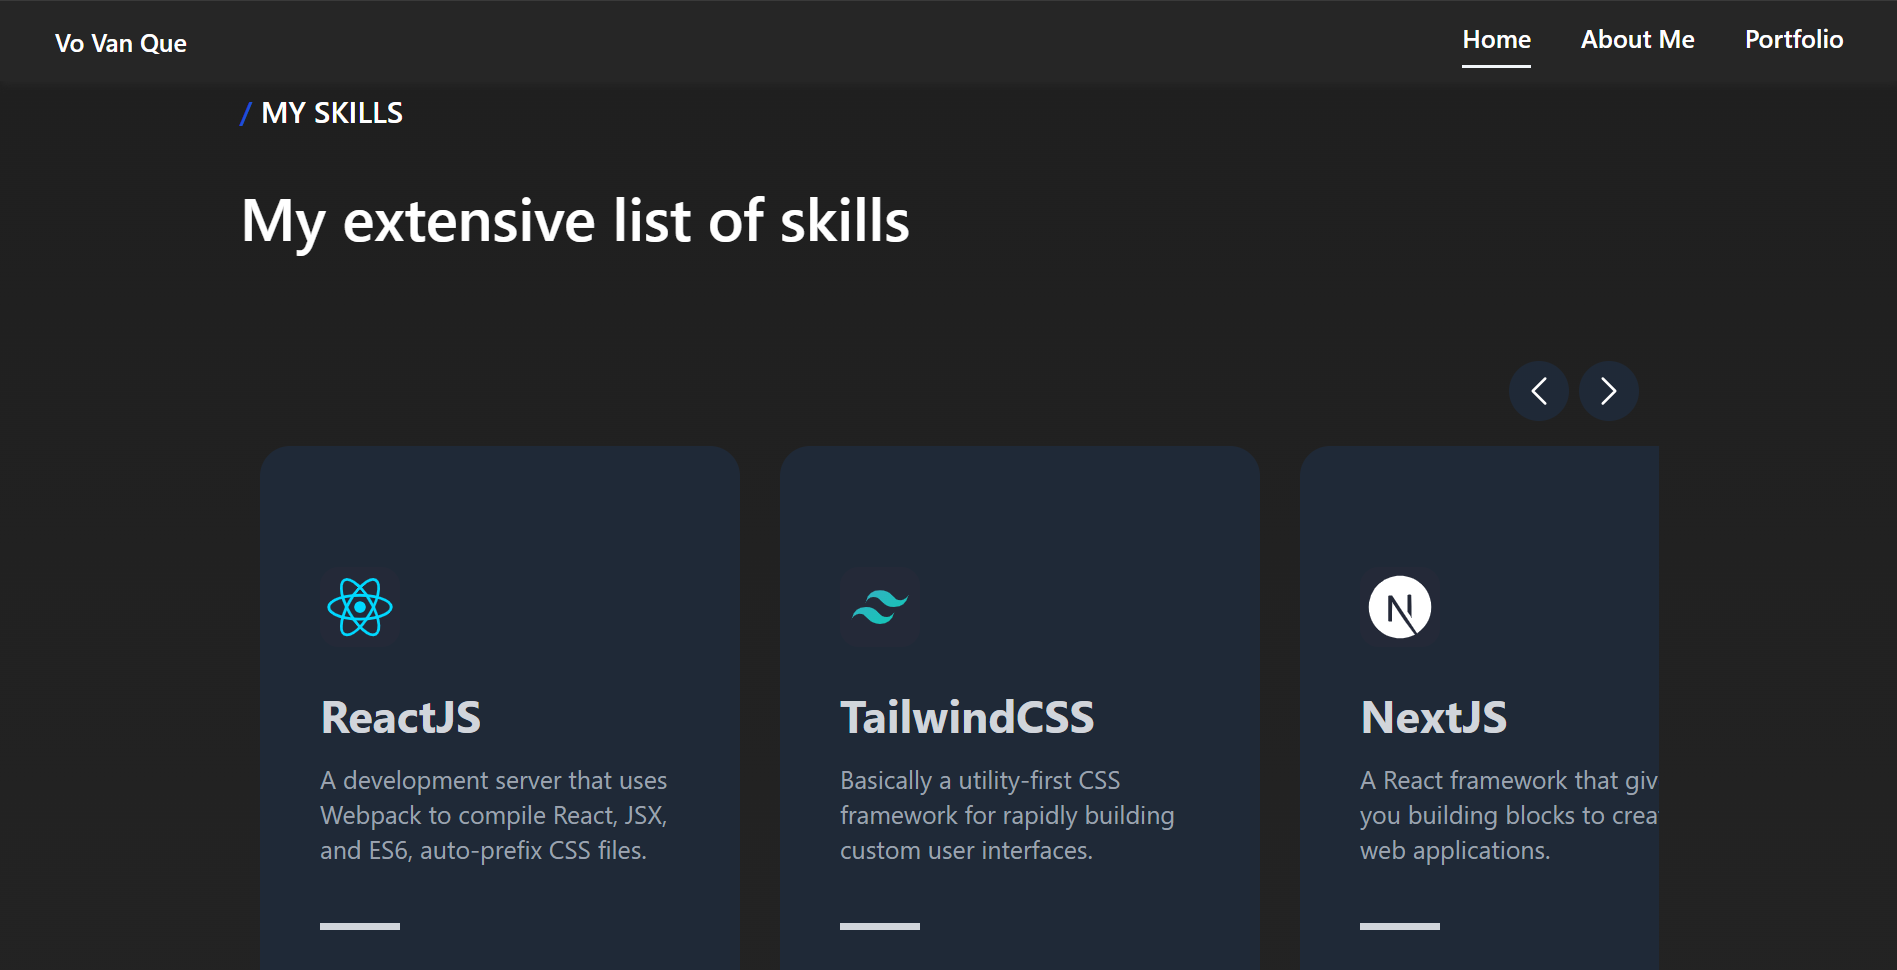 Vo Van Que
Home
About Me
Portfolio
/ MY SKILLS
My extensive list of skills
ReactJS
A development server that uses
Webpack to compile React, JSX,
and ES6, auto-prefix CSS files.
TailwindCSS
Basically a utility-first CSS
framework for rapidly building
custom user interfaces.
NextJS
A React framework that giv
you building blocks to crea
web applications.